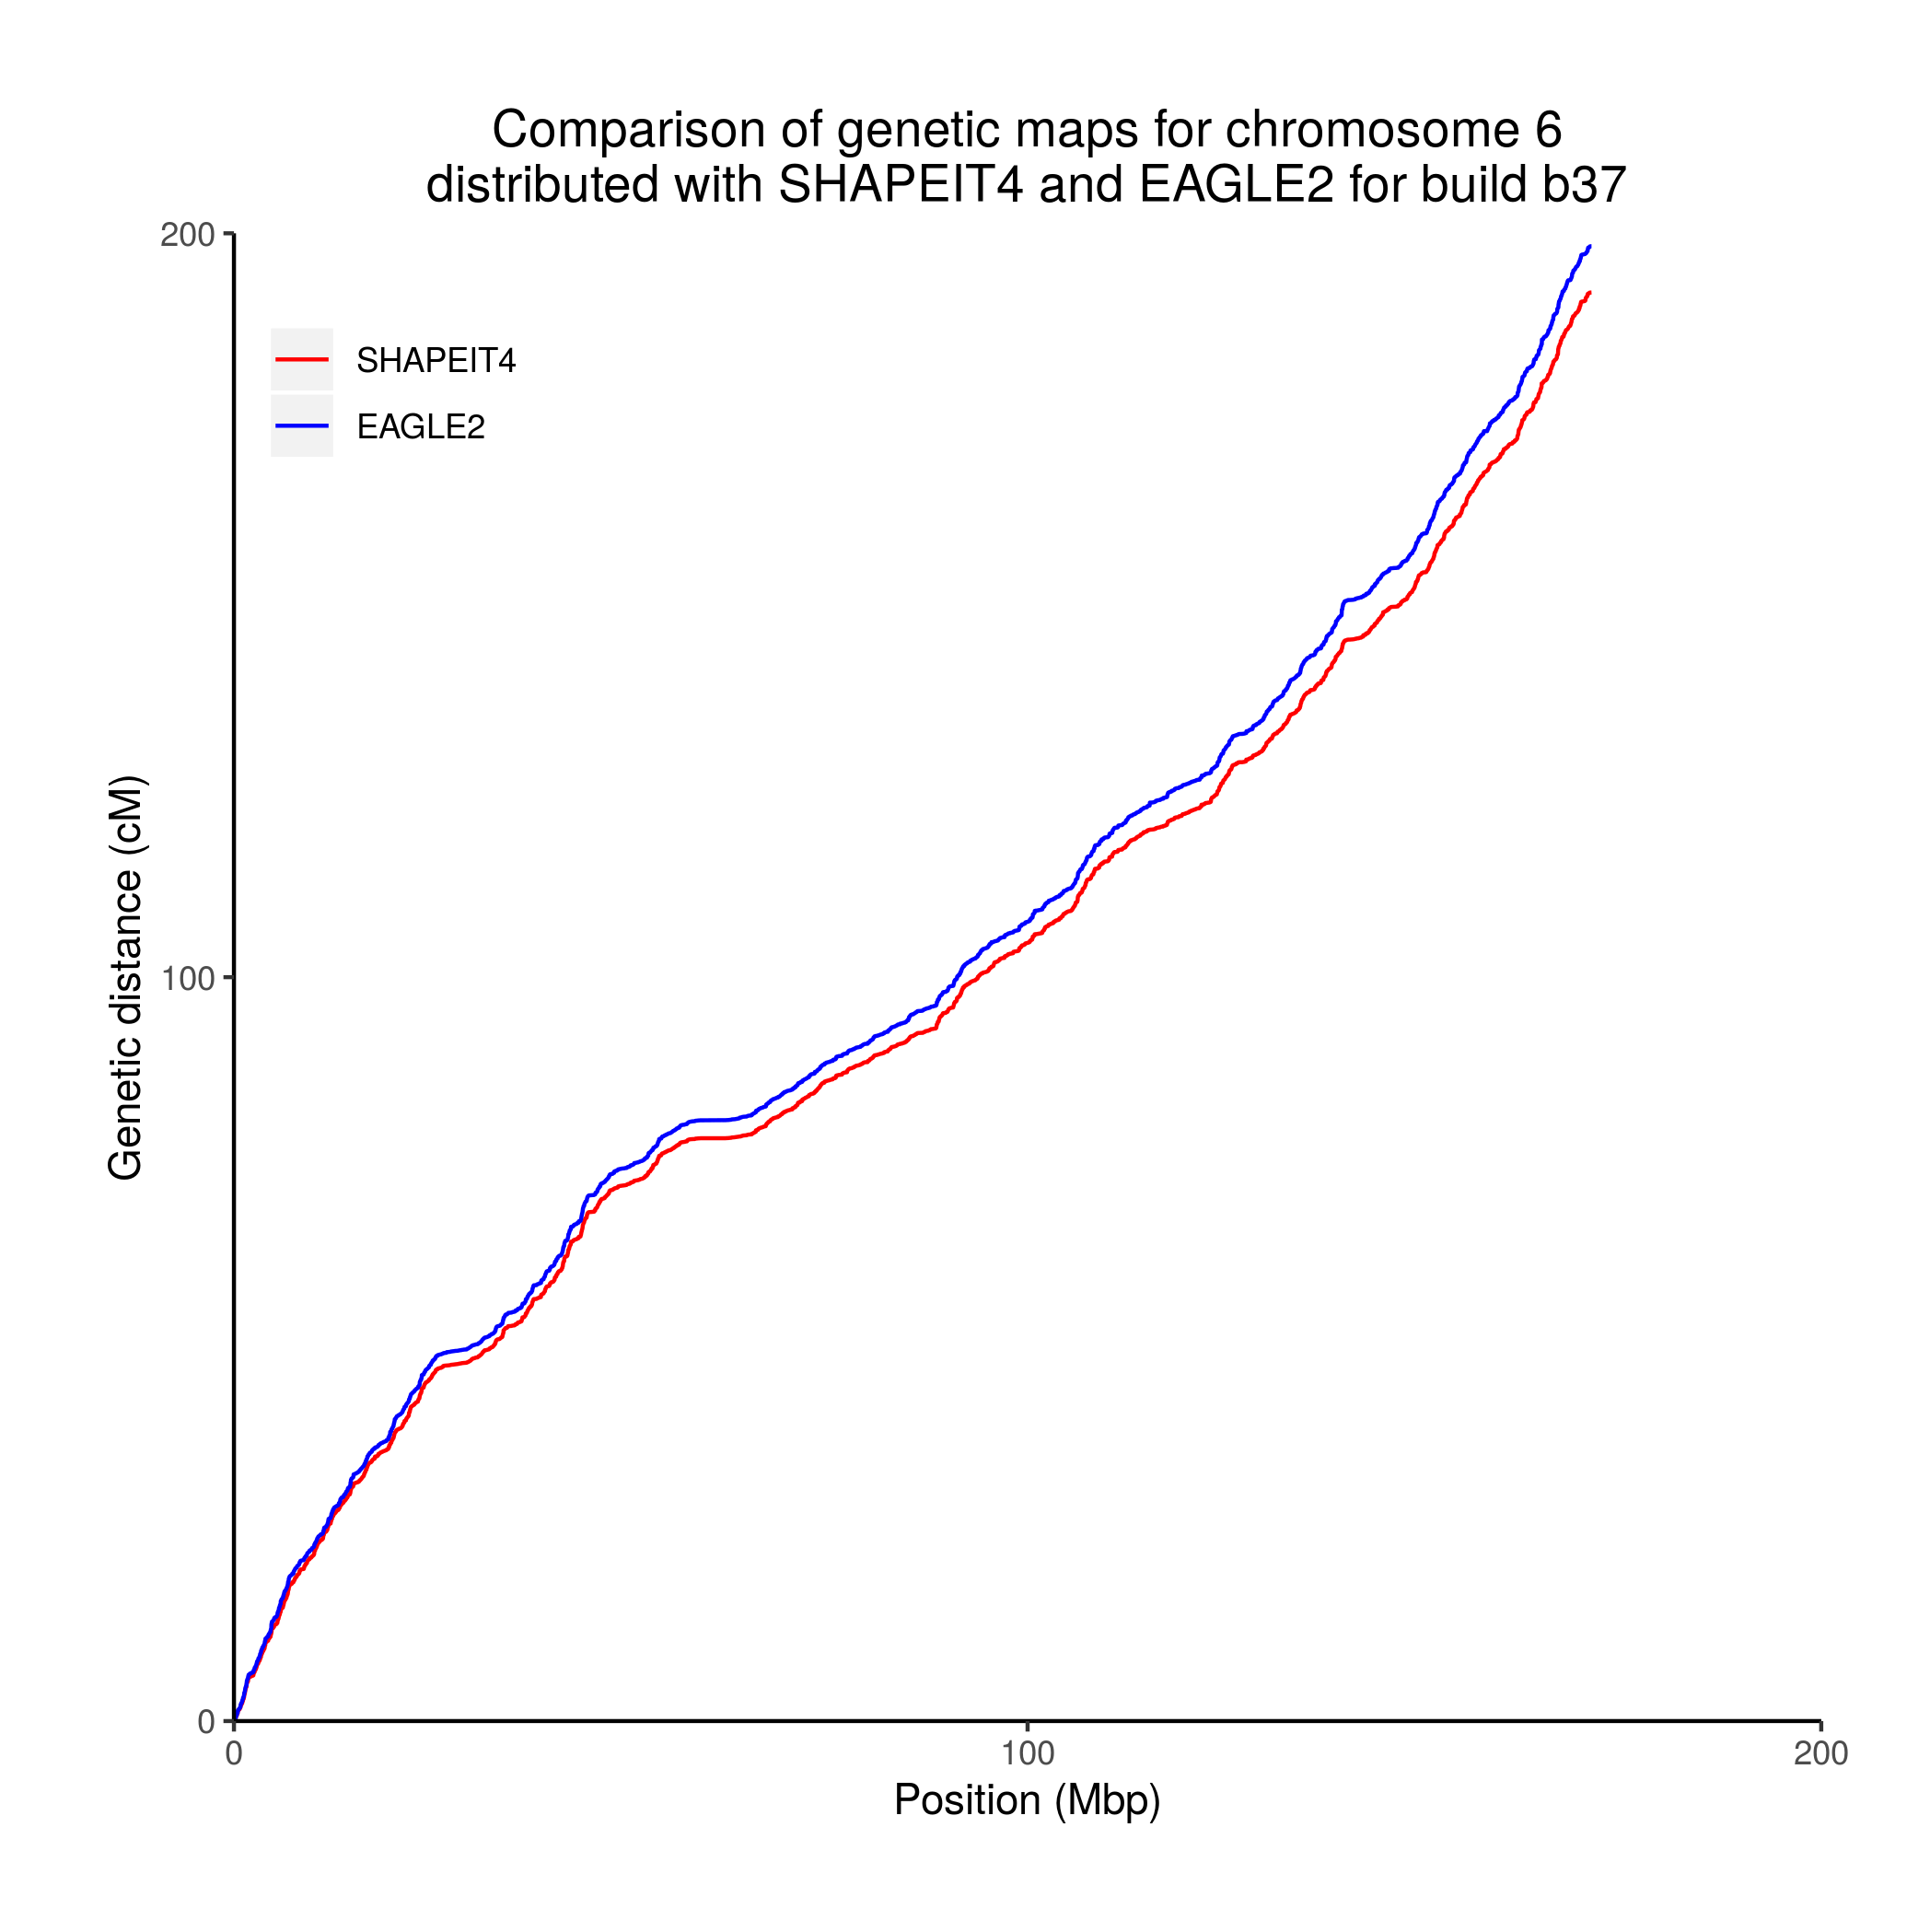 Comparison of genetic maps for chromosome 6
distributed with SHAPEIT4 and EAGLE2 for build b37
200
SHAPEIT4
EAGLE2
Genetic distance (cM)
100
0
0 100 200
Position (Mbp)